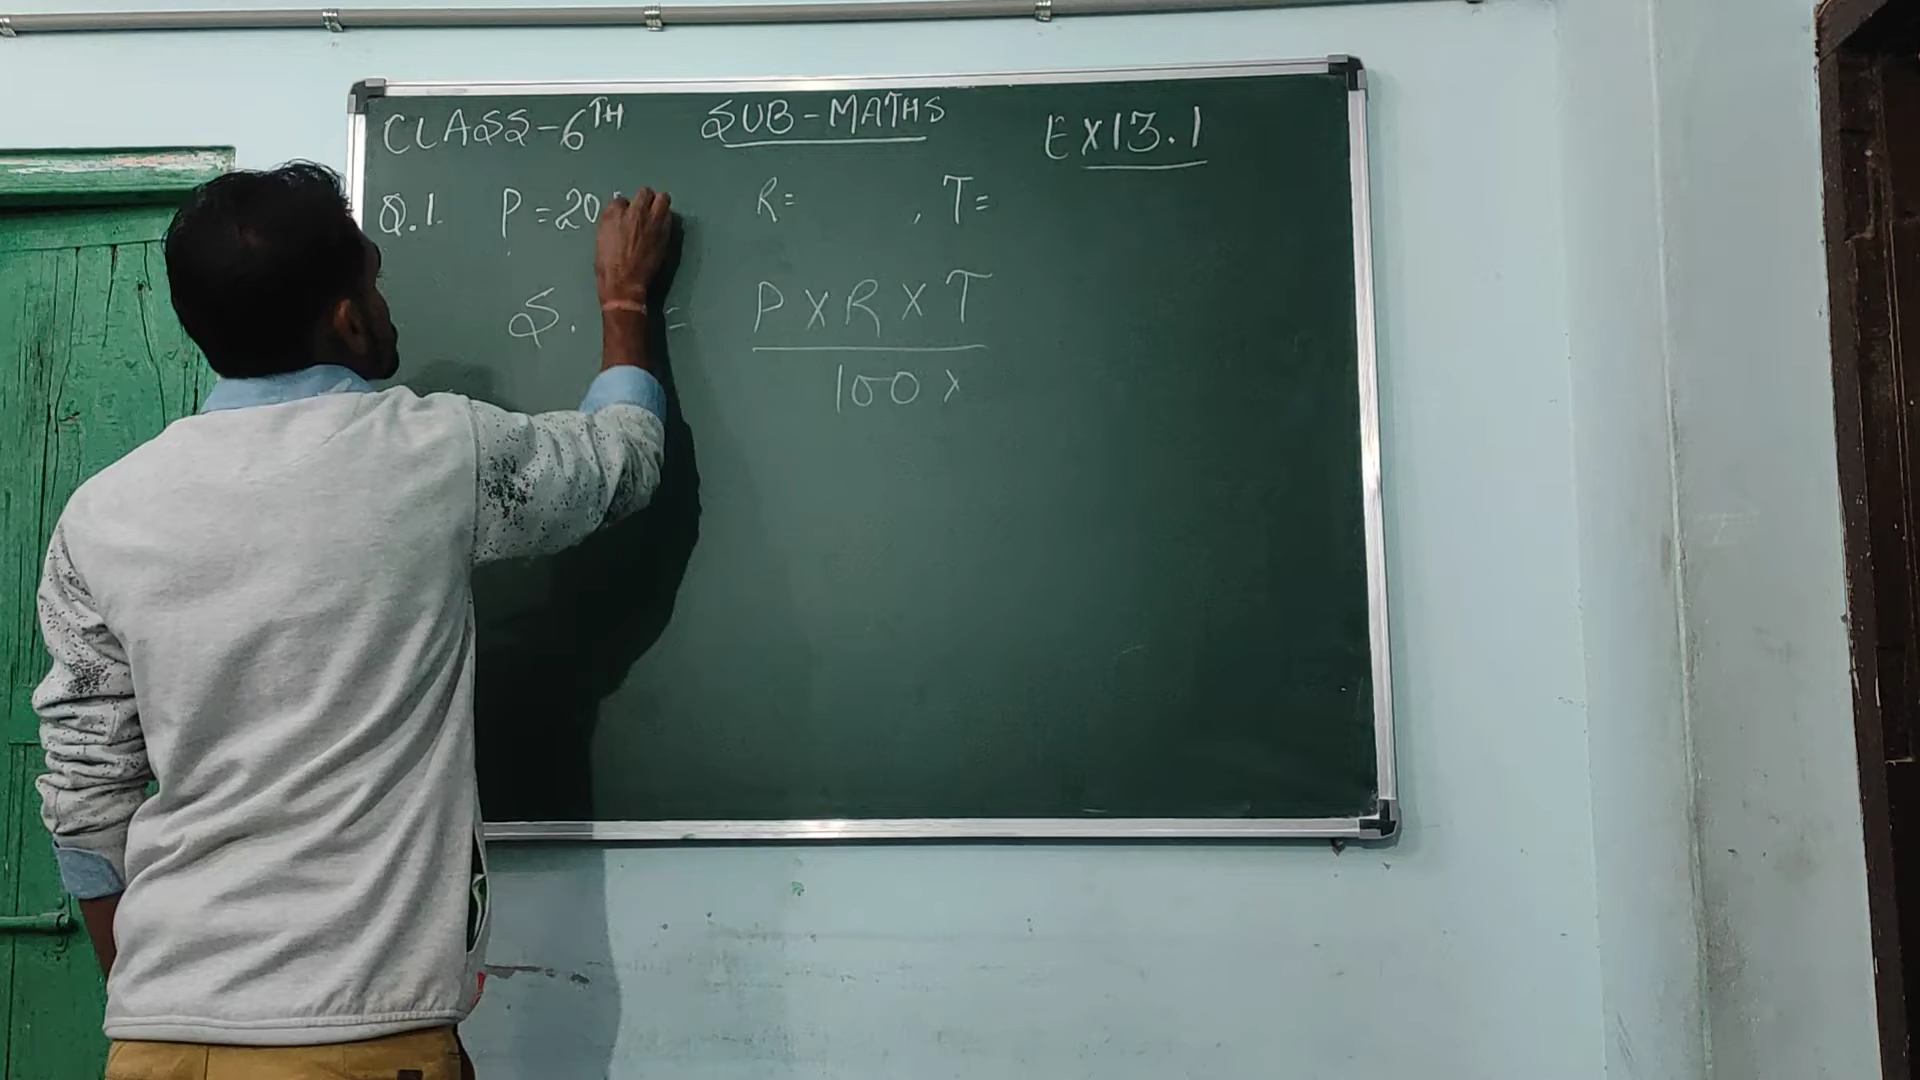 CLASS-6TH SUB-MATHS EX13.1
Q.1. P=20 R= , T=
S. = P X R X T
100 X